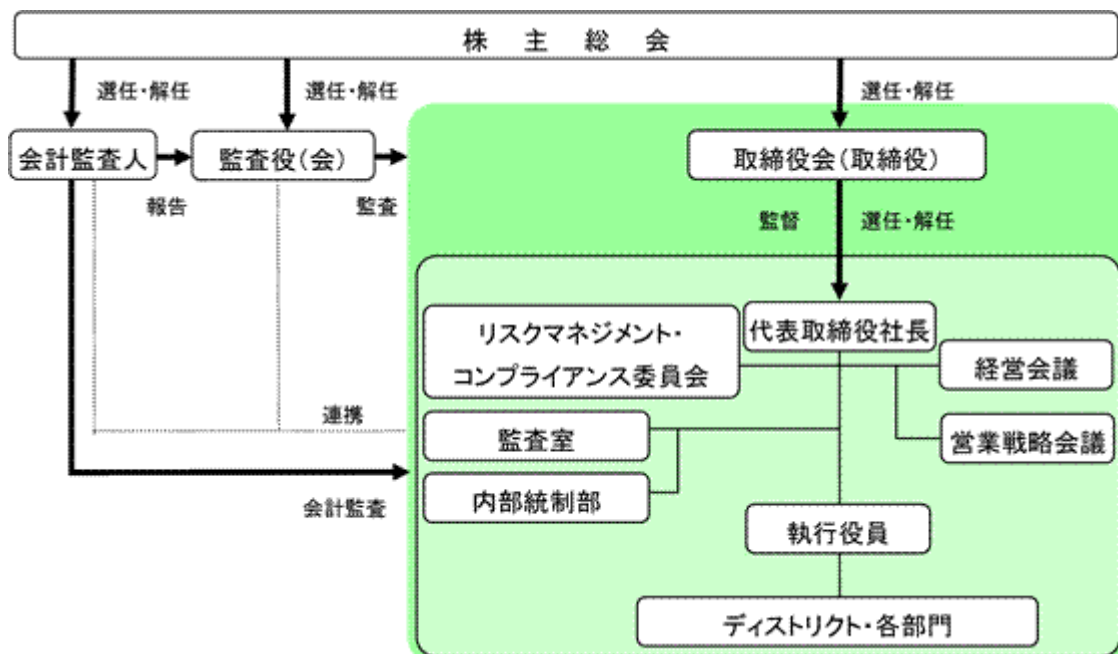 株主総会
選任・解任
選任・解任
選任・解任
会計監査人
監査役(会)
取締役会(取締役)
報告
監査
監督
選任・解任
リスクマネジメント・
コンプライアンス委員会
代表取締役社長
経営会議
連携
監査室
営業戦略会議
内部統制部
会計監査
執行役員
ディストリクト・各部門